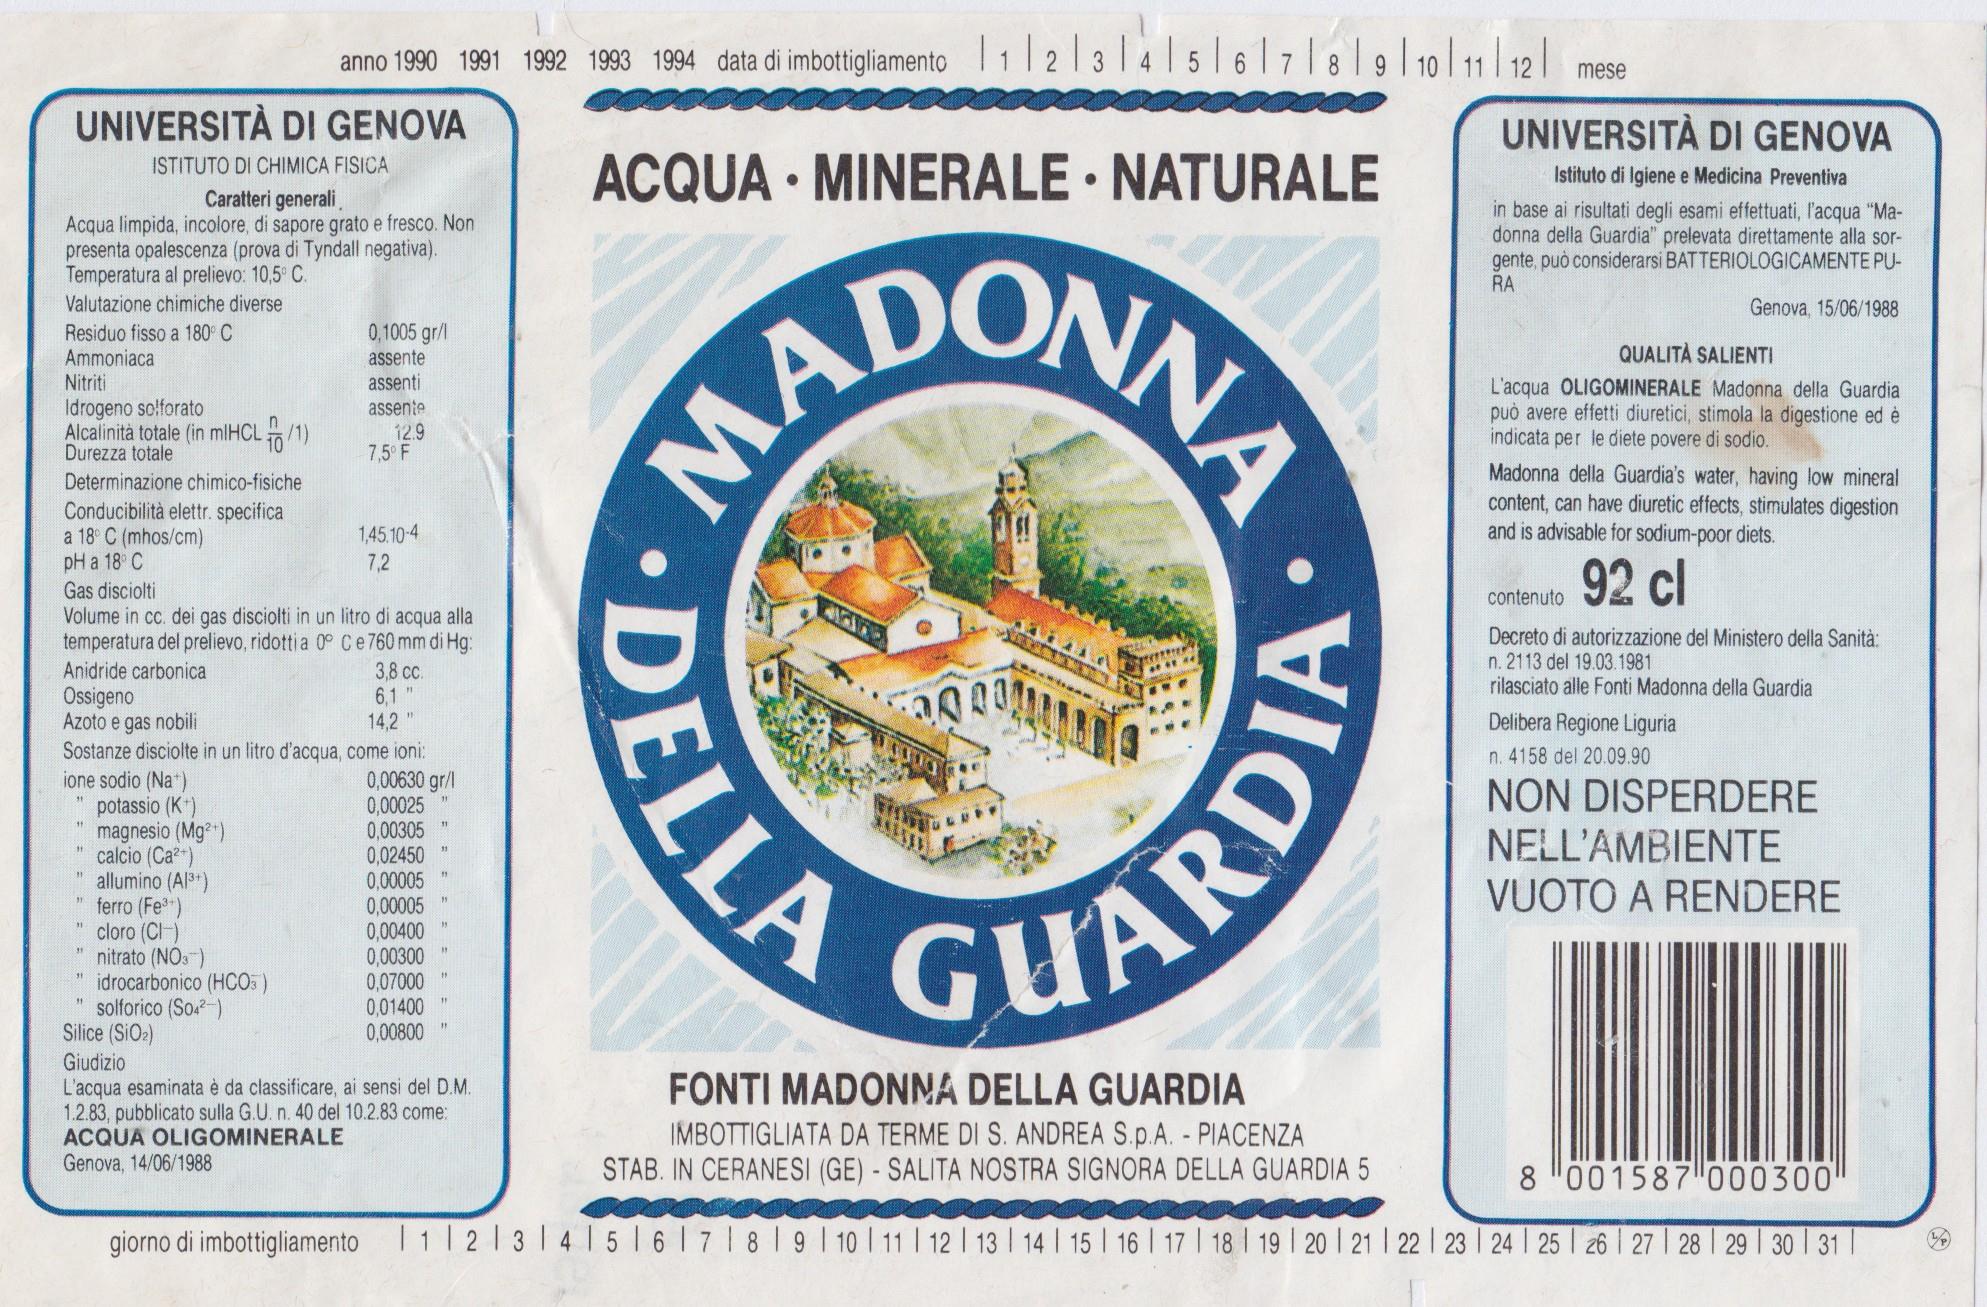 anno 1990 1991 1992 1993 1994 data di imbottigliamento | 1 | 2 | 3 | 4 | 5 | 6 | 7 | 8 | 9 | 10 | 11 | 12 | mese
UNIVERSITÀ DI GENOVA
ISTITUTO DI CHIMICA FISICA
Caratteri generali
Acqua limpida, incolore, di sapore grato e fresco. Non
presenta opalescenza (prova di Tyndall negativa).
Temperatura al prelievo: 10,5° C.
Valutazione chimiche diverse
Residuo fisso a 180° C 0,1005 gr/l
Ammoniaca assente
Nitriti assenti
Idrogeno solforato assente
Alcalinità totale (in mlHCL n/10 /1) 12.9
Durezza totale 7,5° F
Determinazione chimico-fisiche
Conducibilità elettr. specifica
a 18° C (mhos/cm) 1,45.10-4
pH a 18° C 7,2
Gas disciolti
Volume in cc. dei gas disciolti in un litro di acqua alla
temperatura del prelievo, ridotti a 0° C e 760 mm di Hg:
Anidride carbonica 3,8 cc.
Ossigeno 6,1 "
Azoto e gas nobili 14,2 "
Sostanze disciolte in un litro d'acqua, come ioni:
ione sodio (Na⁺) 0,00630 gr/l
" potassio (K⁺) 0,00025 "
" magnesio (Mg²⁺) 0,00305 "
" calcio (Ca²⁺) 0,02450 "
" allumino (Al³⁺) 0,00005 "
" ferro (Fe³⁺) 0,00005 "
" cloro (Cl⁻) 0,00400 "
" nitrato (NO₃⁻) 0,00300 "
" idrocarbonico (HCO₃⁻) 0,07000 "
" solforico (So₄²⁻) 0,01400 "
Silice (SiO₂) 0,00800 "
Giudizio
L'acqua esaminata è da classificare, ai sensi del D.M.
1.2.83, pubblicato sulla G.U. n. 40 del 10.2.83 come:
ACQUA OLIGOMINERALE
Genova, 14/06/1988
ACQUA · MINERALE · NATURALE
· MADONNA ·
DELLA GUARDIA
FONTI MADONNA DELLA GUARDIA
IMBOTTIGLIATA DA TERME DI S. ANDREA S.p.A. - PIACENZA
STAB. IN CERANESI (GE) - SALITA NOSTRA SIGNORA DELLA GUARDIA 5
UNIVERSITÀ DI GENOVA
Istituto di Igiene e Medicina Preventiva
in base ai risultati degli esami effettuati, l'acqua "Ma-
donna della Guardia" prelevata direttamente alla sor-
gente, può considerarsi BATTERIOLOGICAMENTE PU-
RA
Genova, 15/06/1988
QUALITÀ SALIENTI
L'acqua OLIGOMINERALE Madonna della Guardia
può avere effetti diuretici, stimola la digestione ed è
indicata per le diete povere di sodio.
Madonna della Guardia's water, having low mineral
content, can have diuretic effects, stimulates digestion
and is advisable for sodium-poor diets.
contenuto 92 cl
Decreto di autorizzazione del Ministero della Sanità:
n. 2113 del 19.03.1981
rilasciato alle Fonti Madonna della Guardia
Delibera Regione Liguria
n. 4158 del 20.09.90
NON DISPERDERE
NELL'AMBIENTE
VUOTO A RENDERE
8 001587 000300
giorno di imbottigliamento | 1 | 2 | 3 | 4 | 5 | 6 | 7 | 8 | 9 | 10 | 11 | 12 | 13 | 14 | 15 | 16 | 17 | 18 | 19 | 20 | 21 | 22 | 23 | 24 | 25 | 26 | 27 | 28 | 29 | 30 | 31 |